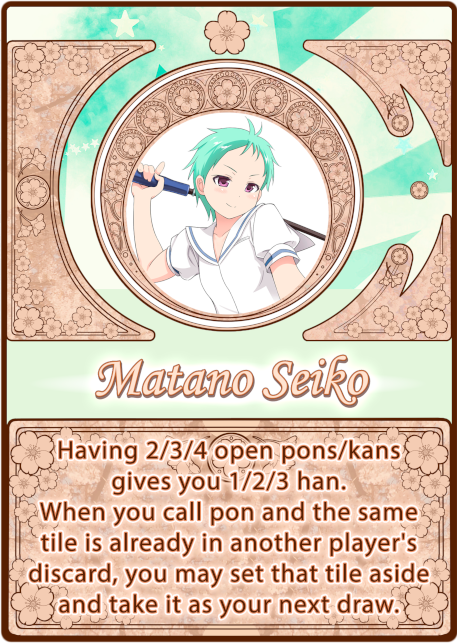 Matano Seiko
Having 2/3/4 open pons/kans
gives you 1/2/3 han.
When you call pon and the same
tile is already in another player's
discard, you may set that tile aside
and take it as your next draw.